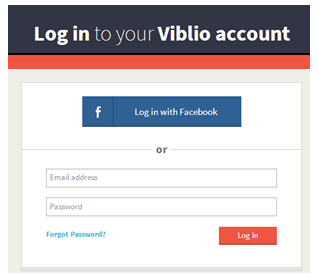 Log in to your Viblio account
f Log in with Facebook
or
Email address
Password
Forgot Password? Log In